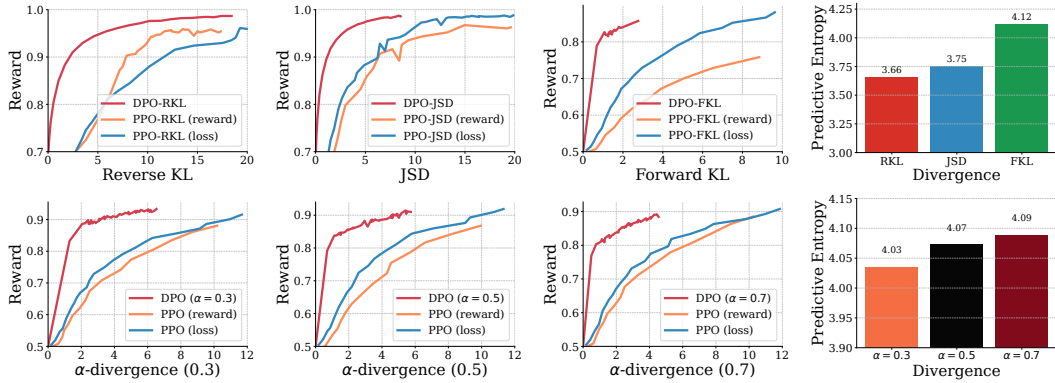 1.0
0.9
0.8
0.7
Reward
DPO-RKL
PPO-RKL (reward)
PPO-RKL (loss)
0 5 10 15 20
Reverse KL
1.0
0.9
0.8
0.7
Reward
DPO-JSD
PPO-JSD (reward)
PPO-JSD (loss)
0 5 10 15 20
JSD
0.8
0.7
0.6
0.5
Reward
DPO-FKL
PPO-FKL (reward)
PPO-FKL (loss)
0 2 4 6 8 10
Forward KL
4.25
4.00
3.75
3.50
3.25
3.00
Predictive Entropy
3.66
3.75
4.12
RKL JSD FKL
Divergence
0.9
0.8
0.7
0.6
0.5
Reward
DPO (α = 0.3)
PPO (reward)
PPO (loss)
0 2 4 6 8 10 12
α-divergence (0.3)
0.9
0.8
0.7
0.6
0.5
Reward
DPO (α = 0.5)
PPO (reward)
PPO (loss)
0 2 4 6 8 10 12
α-divergence (0.5)
0.9
0.8
0.7
0.6
0.5
Reward
DPO (α = 0.7)
PPO (reward)
PPO (loss)
0 2 4 6 8 10 12
α-divergence (0.7)
4.15
4.10
4.05
4.00
3.95
3.90
Predictive Entropy
4.03
4.07
4.09
α = 0.3 α = 0.5 α = 0.7
Divergence